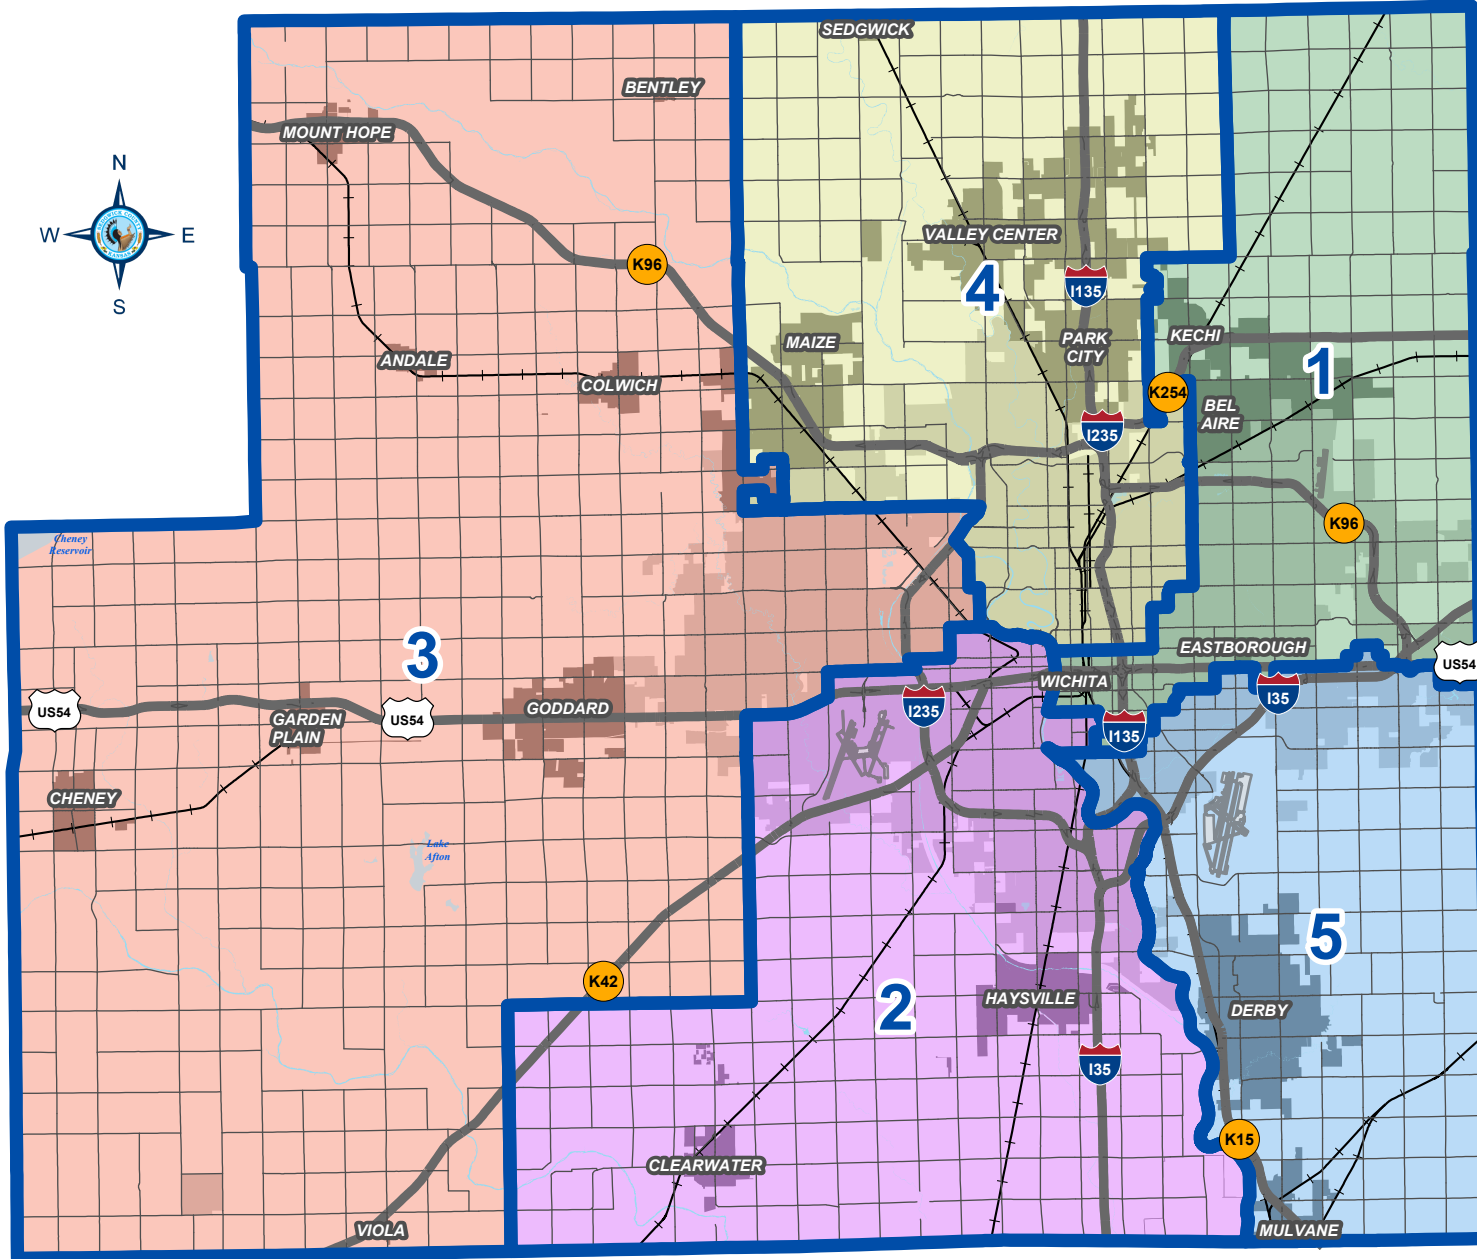 SEDGWICK
BENTLEY
MOUNT HOPE
N
W
E
S
VALLEY CENTER
K96
4
I135
MAIZE
PARK
CITY
KECHI
ANDALE
COLWICH
1
K254
BEL
AIRE
I235
K96
Cheney
Reservoir
3
EASTBOROUGH
US54
WICHITA
US54
GARDEN
PLAIN
US54
GODDARD
I235
I35
I135
CHENEY
Lake
Afton
5
K42
2
HAYSVILLE
DERBY
I35
K15
CLEARWATER
VIOLA
MULVANE